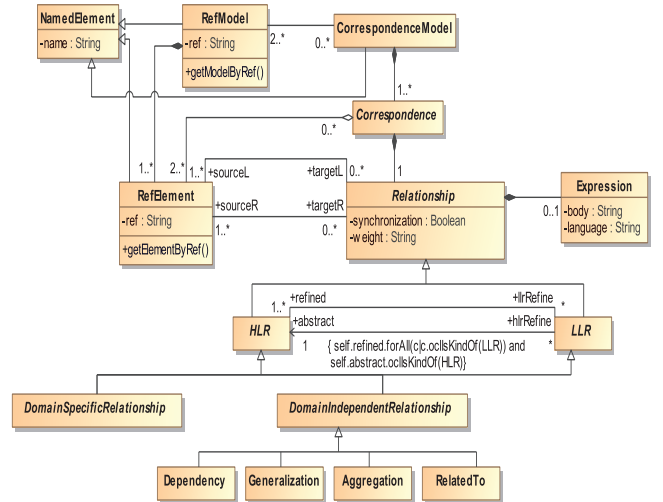 NamedElement
-name : String
RefModel
-ref : String
+getModelByRef()
2..*
0..*
CorrespondenceModel
1..*
Correspondence
0..*
1..*
2..*
1..*
+sourceL
+targetL
0..*
1
RefElement
-ref : String
+getElementByRef()
+sourceR
+targetR
1..*
0..*
Relationship
-synchronization : Boolean
-weight : String
0..1
Expression
-body : String
-language : String
+refined
+llrRefine
1..*
*
HLR
+abstract
+hlrRefine
LLR
1
*
{ self.refined.forAll(c|c.oclIsKindOf(LLR)) and
self.abstract.oclIsKindOf(HLR)}
DomainSpecificRelationship
DomainIndependentRelationship
Dependency
Generalization
Aggregation
RelatedTo